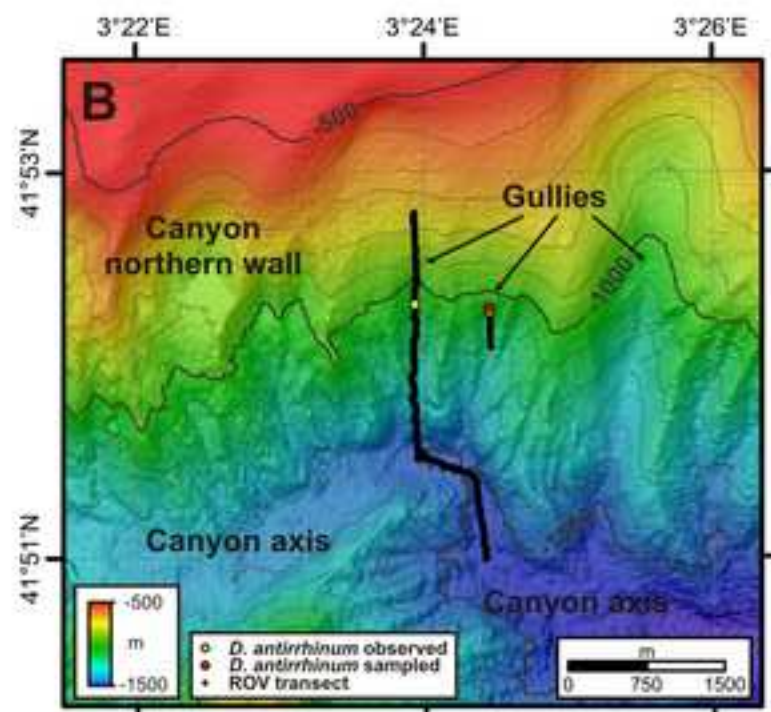 3°22'E 3°24'E 3°26'E
B
-500
41°53'N
Gullies
Canyon
northern wall
1000
41°51'N
Canyon axis
Canyon axis
-500
m
-1500
D. antirrhinum observed
D. antirrhinum sampled
ROV transect
m
0 750 1500